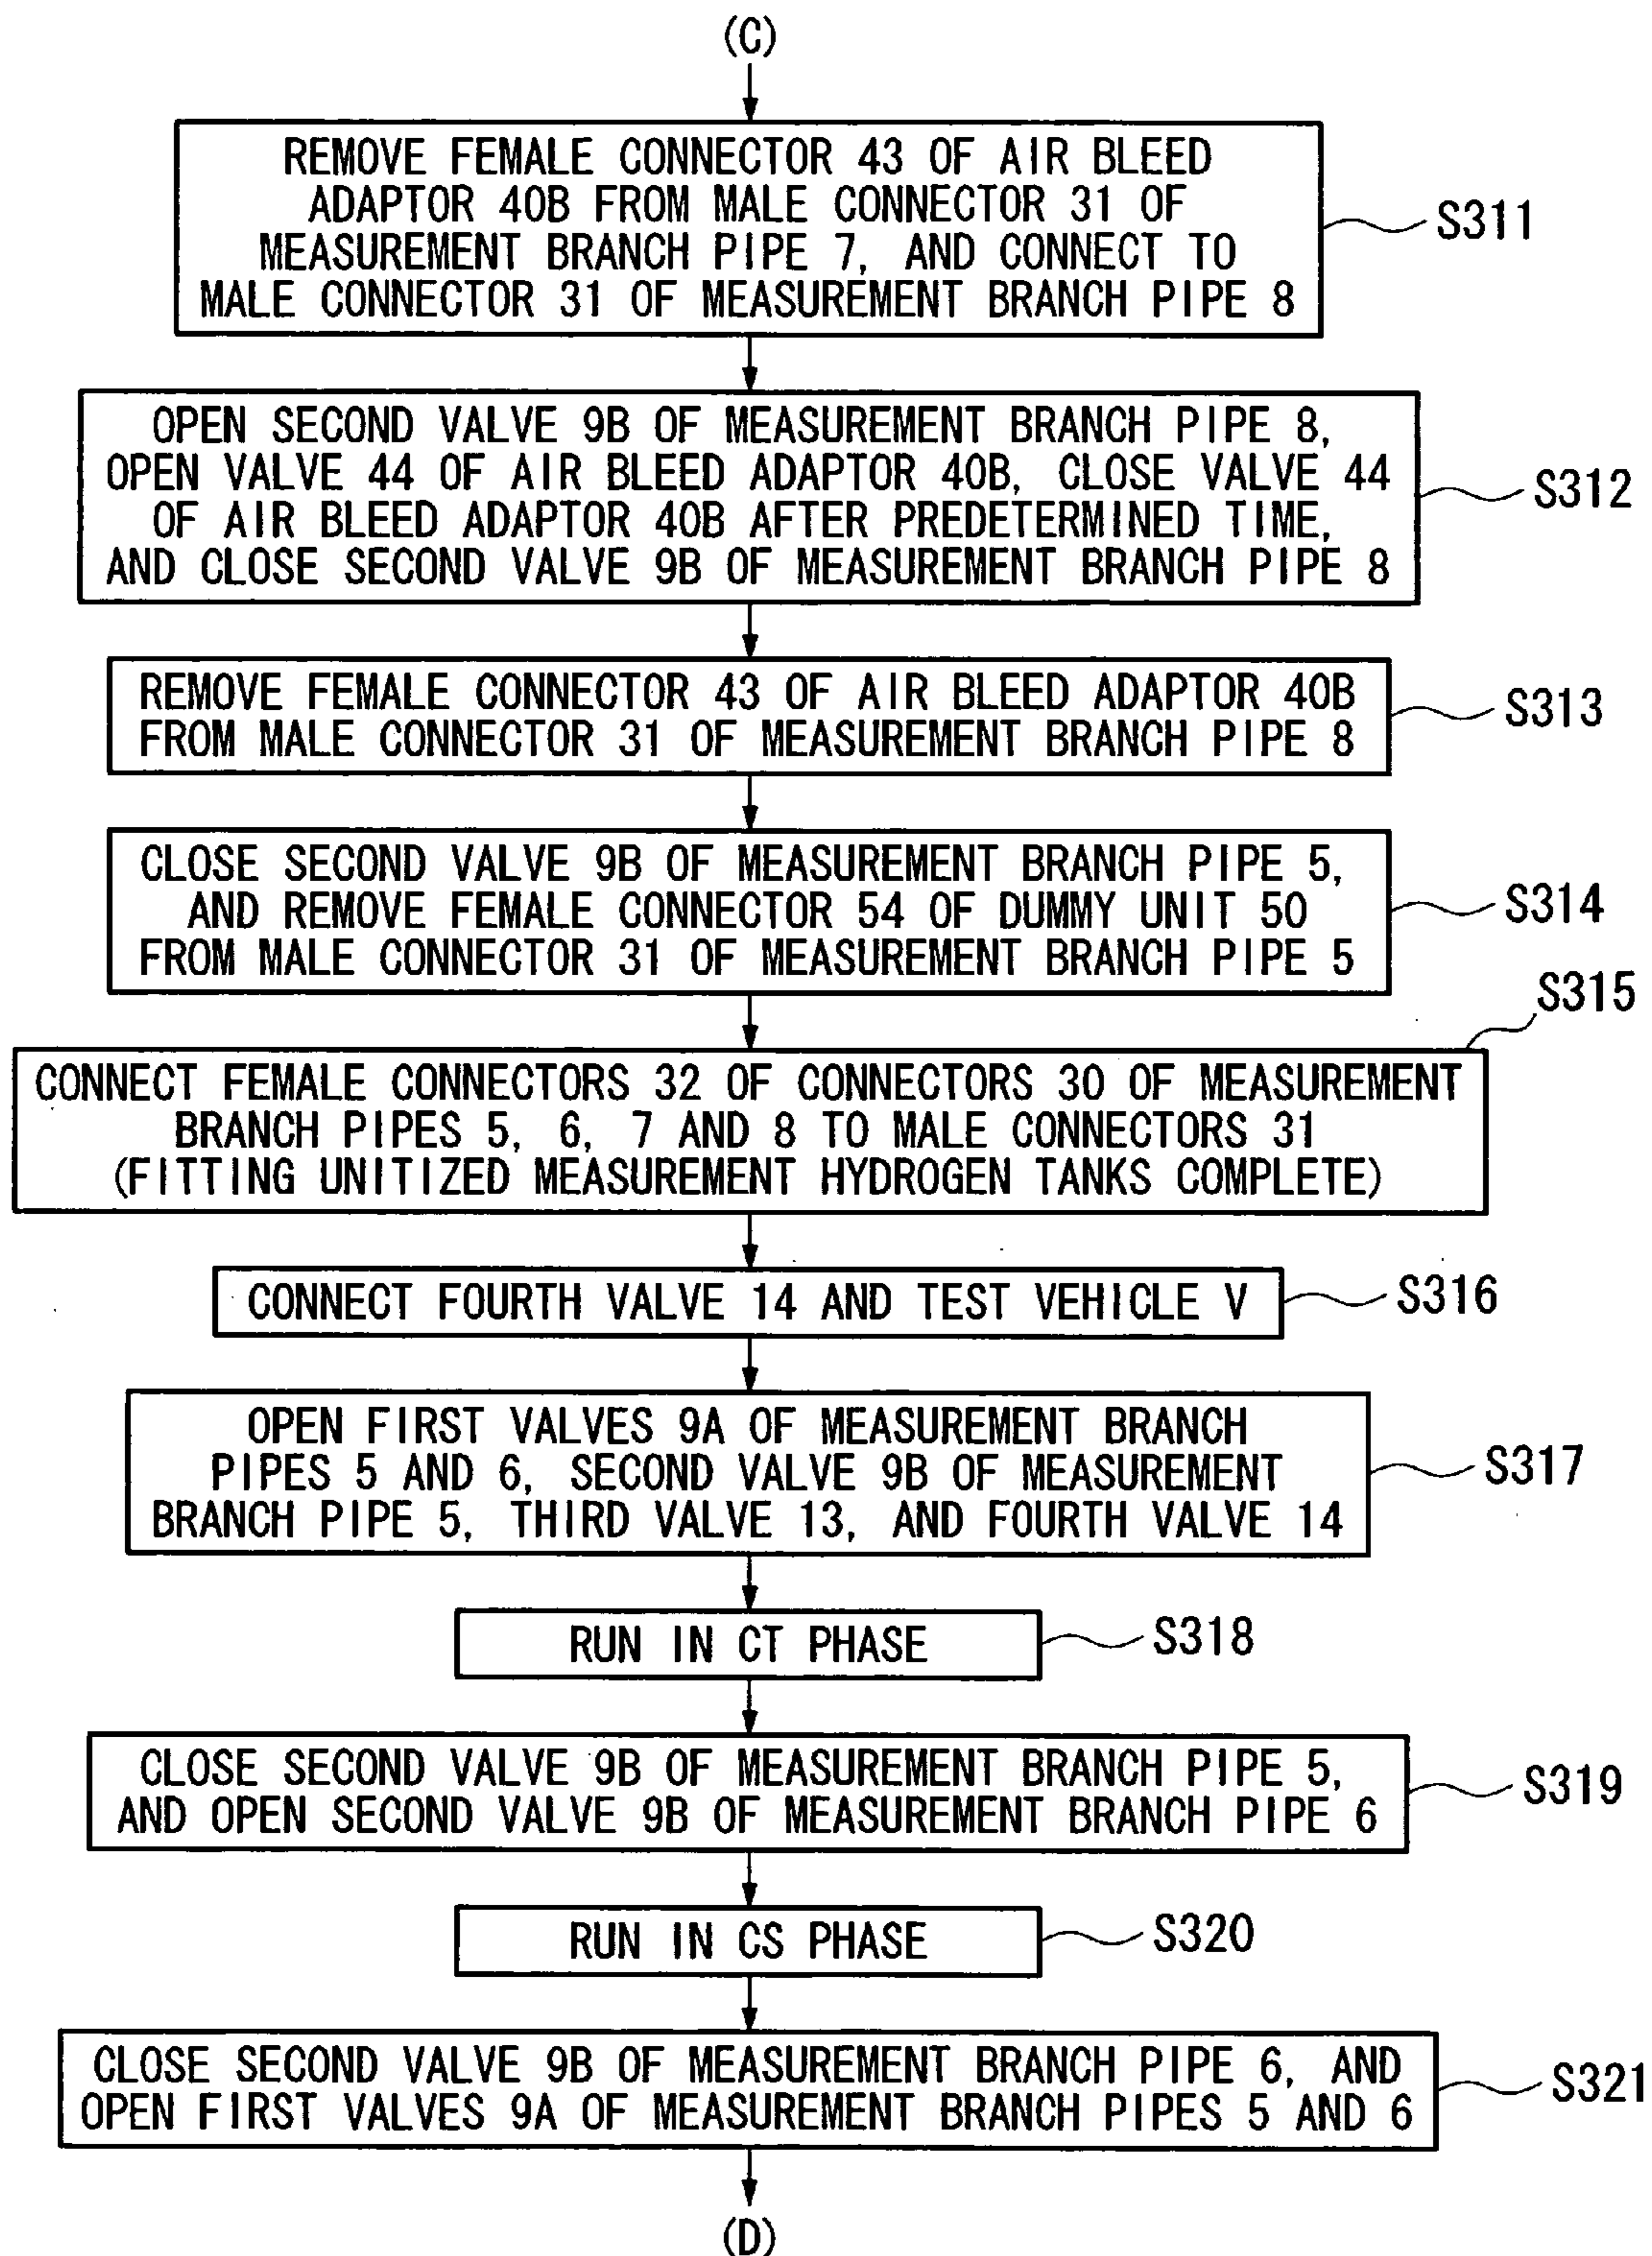 (C)
REMOVE FEMALE CONNECTOR 43 OF AIR BLEED
ADAPTOR 40B FROM MALE CONNECTOR 31 OF
MEASUREMENT BRANCH PIPE 7, AND CONNECT TO
MALE CONNECTOR 31 OF MEASUREMENT BRANCH PIPE 8
S311
OPEN SECOND VALVE 9B OF MEASUREMENT BRANCH PIPE 8,
OPEN VALVE 44 OF AIR BLEED ADAPTOR 40B, CLOSE VALVE 44
OF AIR BLEED ADAPTOR 40B AFTER PREDETERMINED TIME,
AND CLOSE SECOND VALVE 9B OF MEASUREMENT BRANCH PIPE 8
S312
REMOVE FEMALE CONNECTOR 43 OF AIR BLEED ADAPTOR 40B
FROM MALE CONNECTOR 31 OF MEASUREMENT BRANCH PIPE 8
S313
CLOSE SECOND VALVE 9B OF MEASUREMENT BRANCH PIPE 5,
AND REMOVE FEMALE CONNECTOR 54 OF DUMMY UNIT 50
FROM MALE CONNECTOR 31 OF MEASUREMENT BRANCH PIPE 5
S314
S315
CONNECT FEMALE CONNECTORS 32 OF CONNECTORS 30 OF MEASUREMENT
BRANCH PIPES 5, 6, 7 AND 8 TO MALE CONNECTORS 31
(FITTING UNITIZED MEASUREMENT HYDROGEN TANKS COMPLETE)
CONNECT FOURTH VALVE 14 AND TEST VEHICLE V
S316
OPEN FIRST VALVES 9A OF MEASUREMENT BRANCH
PIPES 5 AND 6, SECOND VALVE 9B OF MEASUREMENT
BRANCH PIPE 5, THIRD VALVE 13, AND FOURTH VALVE 14
S317
RUN IN CT PHASE
S318
CLOSE SECOND VALVE 9B OF MEASUREMENT BRANCH PIPE 5,
AND OPEN SECOND VALVE 9B OF MEASUREMENT BRANCH PIPE 6
S319
RUN IN CS PHASE
S320
CLOSE SECOND VALVE 9B OF MEASUREMENT BRANCH PIPE 6, AND
OPEN FIRST VALVES 9A OF MEASUREMENT BRANCH PIPES 5 AND 6
S321
(D)